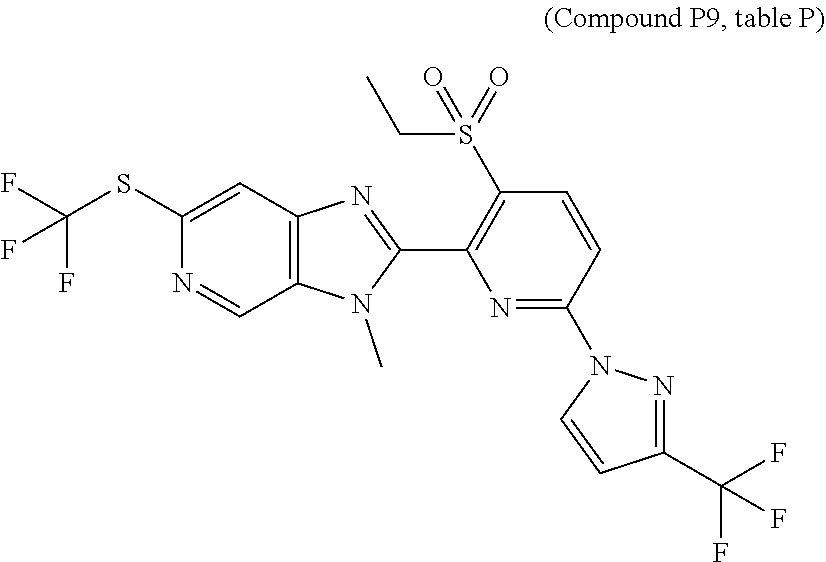 (Compound P9, table P)
O O
S
F S N
F
F N N N
N N
F
F
F